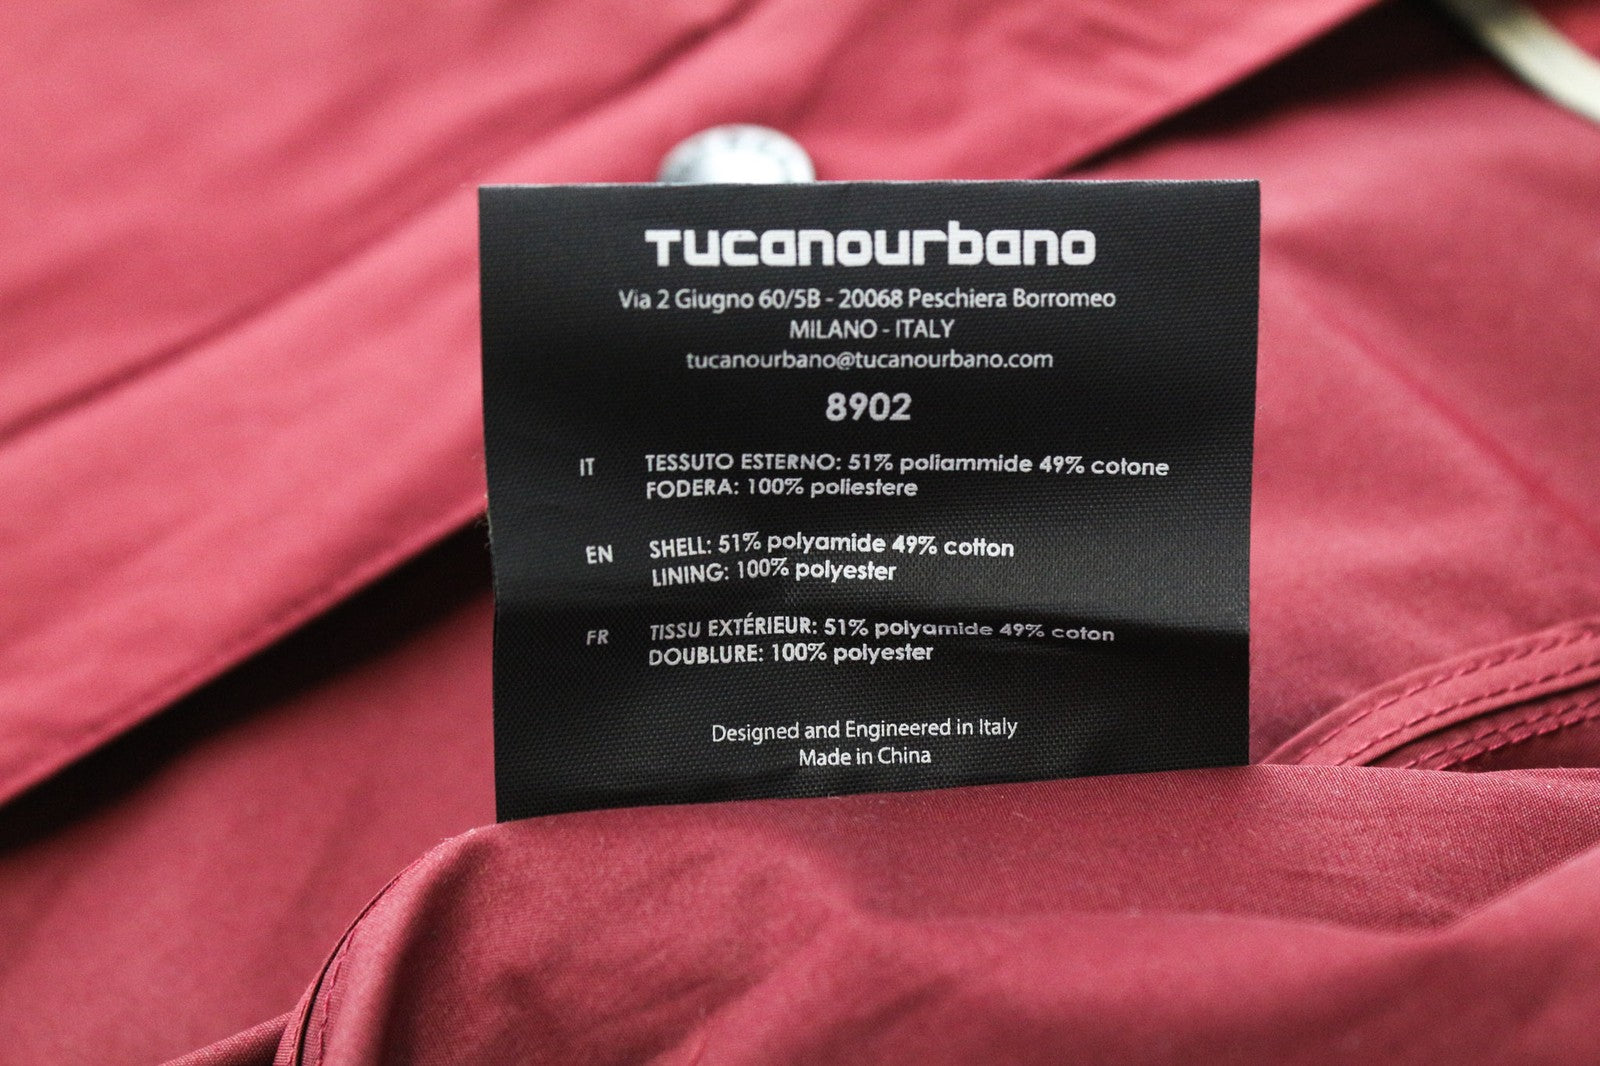 Tucanourbano
Via 2 Giugno 60/5B - 20068 Peschiera Borromeo
MILANO - ITALY
tucanourbano@tucanourbano.com
8902
IT TESSUTO ESTERNO: 51% poliammide 49% cotone
FODERA: 100% poliestere
EN SHELL: 51% polyamide 49% cotton
LINING: 100% polyester
FR TISSU EXTÉRIEUR: 51% polyamide 49% coton
DOUBLURE: 100% polyester
Designed and Engineered in Italy
Made in China